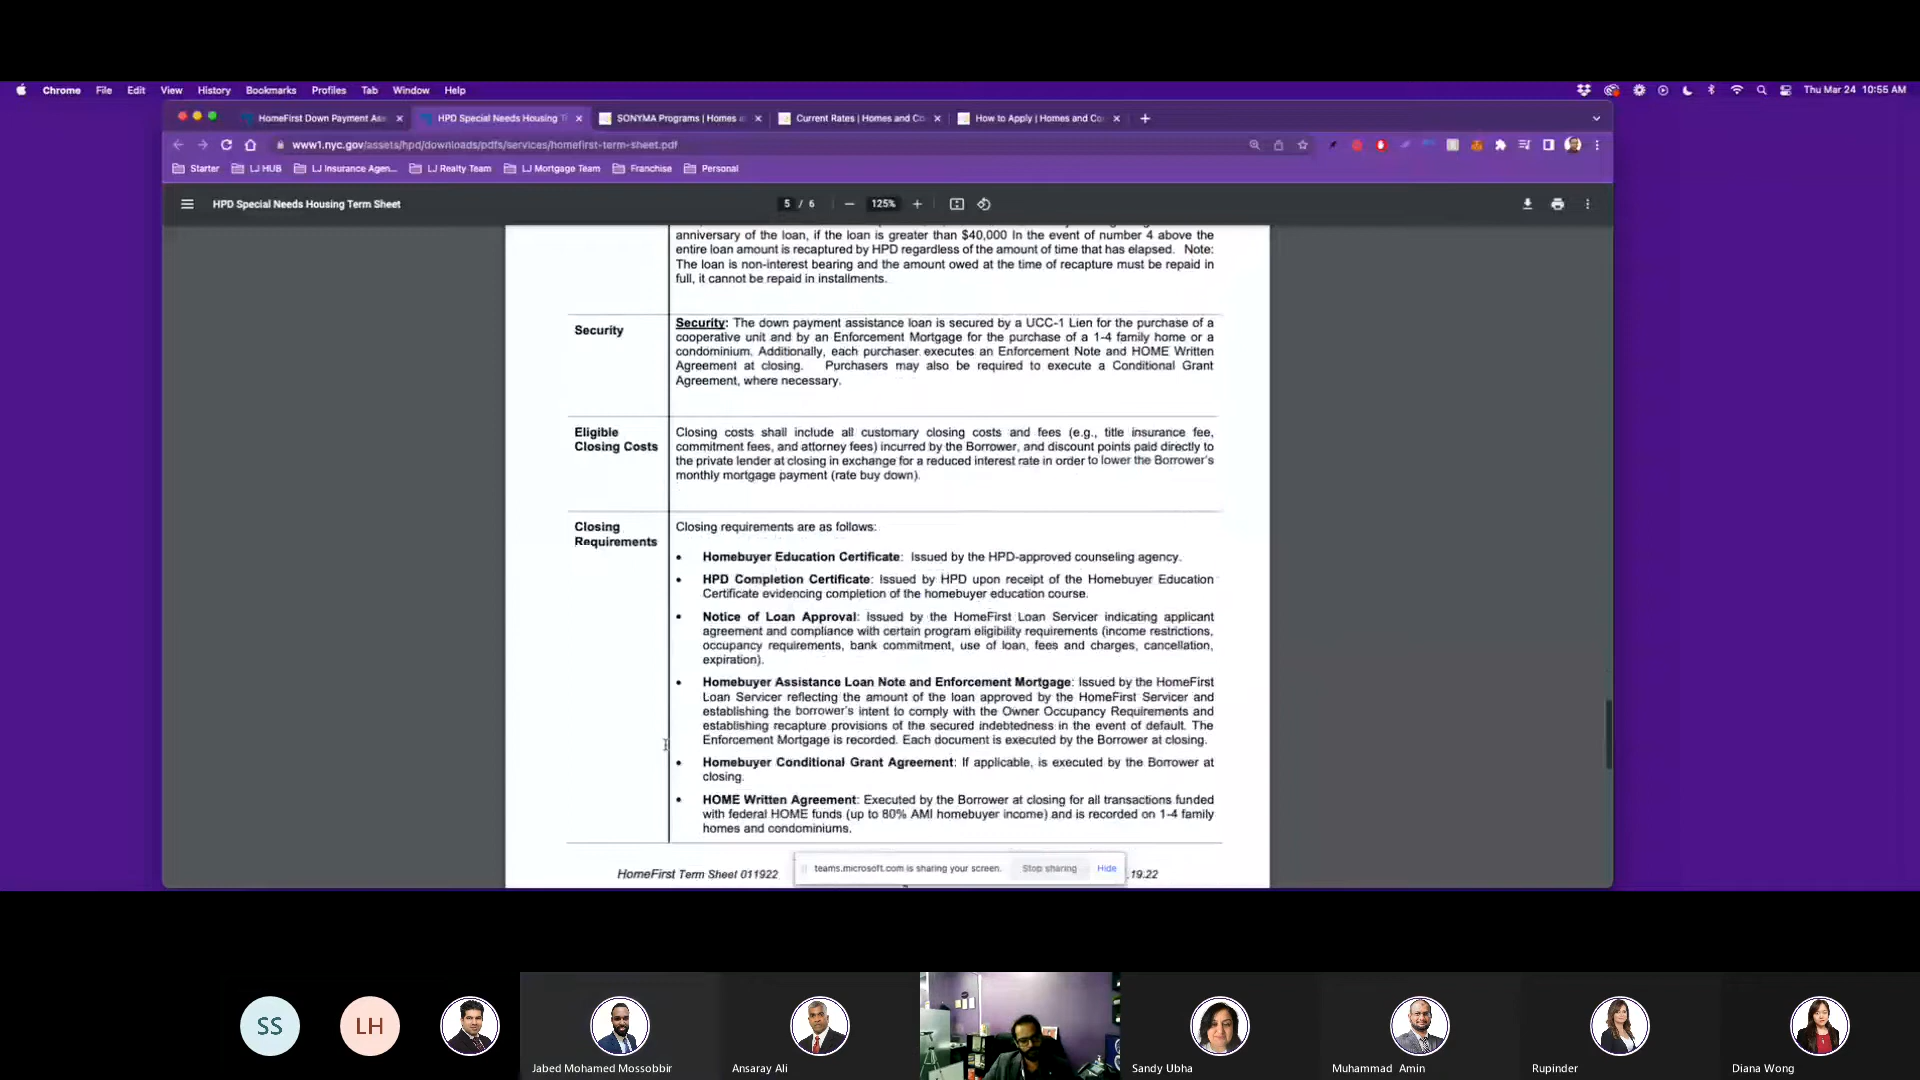 Chrome File Edit View History Bookmarks Profiles Tab Window Help Thu Mar 24 10:55 AM
HomeFirst Down Payment Ass HPD Special Needs Housing T SONYMA Programs | Homes a Current Rates | Homes and Co How to Apply | Homes and Co
www1.nyc.gov/assets/hpd/downloads/pdfs/services/homefirst-term-sheet.pdf
Starter LJ HUB LJ Insurance Agen... LJ Realty Team LJ Mortgage Team Franchise Personal
HPD Special Needs Housing Term Sheet 5 / 6 125%
anniversary of the loan, if the loan is greater than $40,000 In the event of number 4 above the
entire loan amount is recaptured by HPD regardless of the amount of time that has elapsed. Note:
The loan is non-interest bearing and the amount owed at the time of recapture must be repaid in
full, it cannot be repaid in installments.
Security
Security: The down payment assistance loan is secured by a UCC-1 Lien for the purchase of a
cooperative unit and by an Enforcement Mortgage for the purchase of a 1-4 family home or a
condominium. Additionally, each purchaser executes an Enforcement Note and HOME Written
Agreement at closing. Purchasers may also be required to execute a Conditional Grant
Agreement, where necessary.
Eligible
Closing Costs
Closing costs shall include all customary closing costs and fees (e.g., title insurance fee,
commitment fees, and attorney fees) incurred by the Borrower, and discount points paid directly to
the private lender at closing in exchange for a reduced interest rate in order to lower the Borrower's
monthly mortgage payment (rate buy down).
Closing
Requirements
Closing requirements are as follows:
• Homebuyer Education Certificate: Issued by the HPD-approved counseling agency.
• HPD Completion Certificate: Issued by HPD upon receipt of the Homebuyer Education
Certificate evidencing completion of the homebuyer education course.
• Notice of Loan Approval: Issued by the HomeFirst Loan Servicer indicating applicant
agreement and compliance with certain program eligibility requirements (income restrictions,
occupancy requirements, bank commitment, use of loan, fees and charges, cancellation,
expiration).
• Homebuyer Assistance Loan Note and Enforcement Mortgage: Issued by the HomeFirst
Loan Servicer reflecting the amount of the loan approved by the HomeFirst Servicer and
establishing the borrower's intent to comply with the Owner Occupancy Requirements and
establishing recapture provisions of the secured indebtedness in the event of default. The
Enforcement Mortgage is recorded. Each document is executed by the Borrower at closing.
• Homebuyer Conditional Grant Agreement: If applicable, is executed by the Borrower at
closing.
• HOME Written Agreement: Executed by the Borrower at closing for all transactions funded
with federal HOME funds (up to 80% AMI homebuyer income) and is recorded on 1-4 family
homes and condominiums.
teams.microsoft.com is sharing your screen. Stop sharing Hide
HomeFirst Term Sheet 011922 .19.22
SS LH
Jabed Mohamed Mossobbir Ansaray Ali Sandy Ubha Muhammad Amin Rupinder Diana Wong